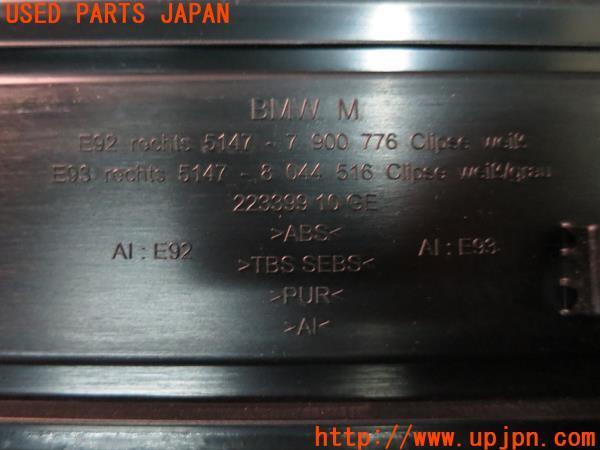 USED PARTS JAPAN
BMW M
E92 rechts 5147 - 7 900 776 Clipse weiß
E93 rechts 5147 - 8 044 516 Clipse weiß/grau
223399 10 GE
>ABS<
AI : E92
AI : E93
>TBS SEBS<
>PUR<
>AI<
http://www.upjpn.com